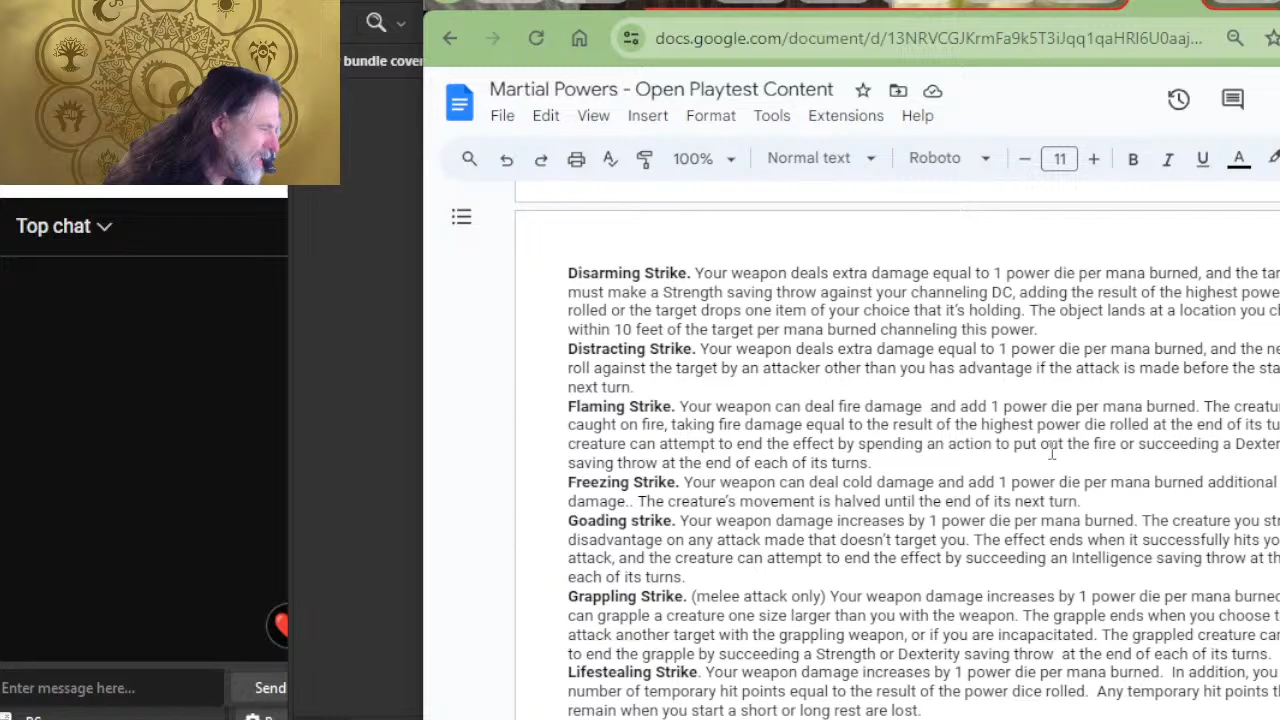 bundle cover
docs.google.com/document/d/13NRVCGJKrmFa9k5T3iJqq1qaHRI6U0aaj...
Martial Powers - Open Playtest Content
File Edit View Insert Format Tools Extensions Help
100% Normal text Roboto 11 B I U A
Top chat
Disarming Strike. Your weapon deals extra damage equal to 1 power die per mana burned, and the tar
must make a Strength saving throw against your channeling DC, adding the result of the highest powe
rolled or the target drops one item of your choice that it's holding. The object lands at a location you ch
within 10 feet of the target per mana burned channeling this power.
Distracting Strike. Your weapon deals extra damage equal to 1 power die per mana burned, and the ne
roll against the target by an attacker other than you has advantage if the attack is made before the sta
next turn.
Flaming Strike. Your weapon can deal fire damage and add 1 power die per mana burned. The creatu
caught on fire, taking fire damage equal to the result of the highest power die rolled at the end of its tu
creature can attempt to end the effect by spending an action to put out the fire or succeeding a Dexter
saving throw at the end of each of its turns.
Freezing Strike. Your weapon can deal cold damage and add 1 power die per mana burned additional
damage.. The creature's movement is halved until the end of its next turn.
Goading strike. Your weapon damage increases by 1 power die per mana burned. The creature you str
disadvantage on any attack made that doesn't target you. The effect ends when it successfully hits yo
attack, and the creature can attempt to end the effect by succeeding an Intelligence saving throw at th
each of its turns.
Grappling Strike. (melee attack only) Your weapon damage increases by 1 power die per mana burned
can grapple a creature one size larger than you with the weapon. The grapple ends when you choose t
attack another target with the grappling weapon, or if you are incapacitated. The grappled creature ca
to end the grapple by succeeding a Strength or Dexterity saving throw at the end of each of its turns.
Lifestealing Strike. Your weapon damage increases by 1 power die per mana burned. In addition, you
number of temporary hit points equal to the result of the power dice rolled. Any temporary hit points th
remain when you start a short or long rest are lost.
Enter message here...
Send